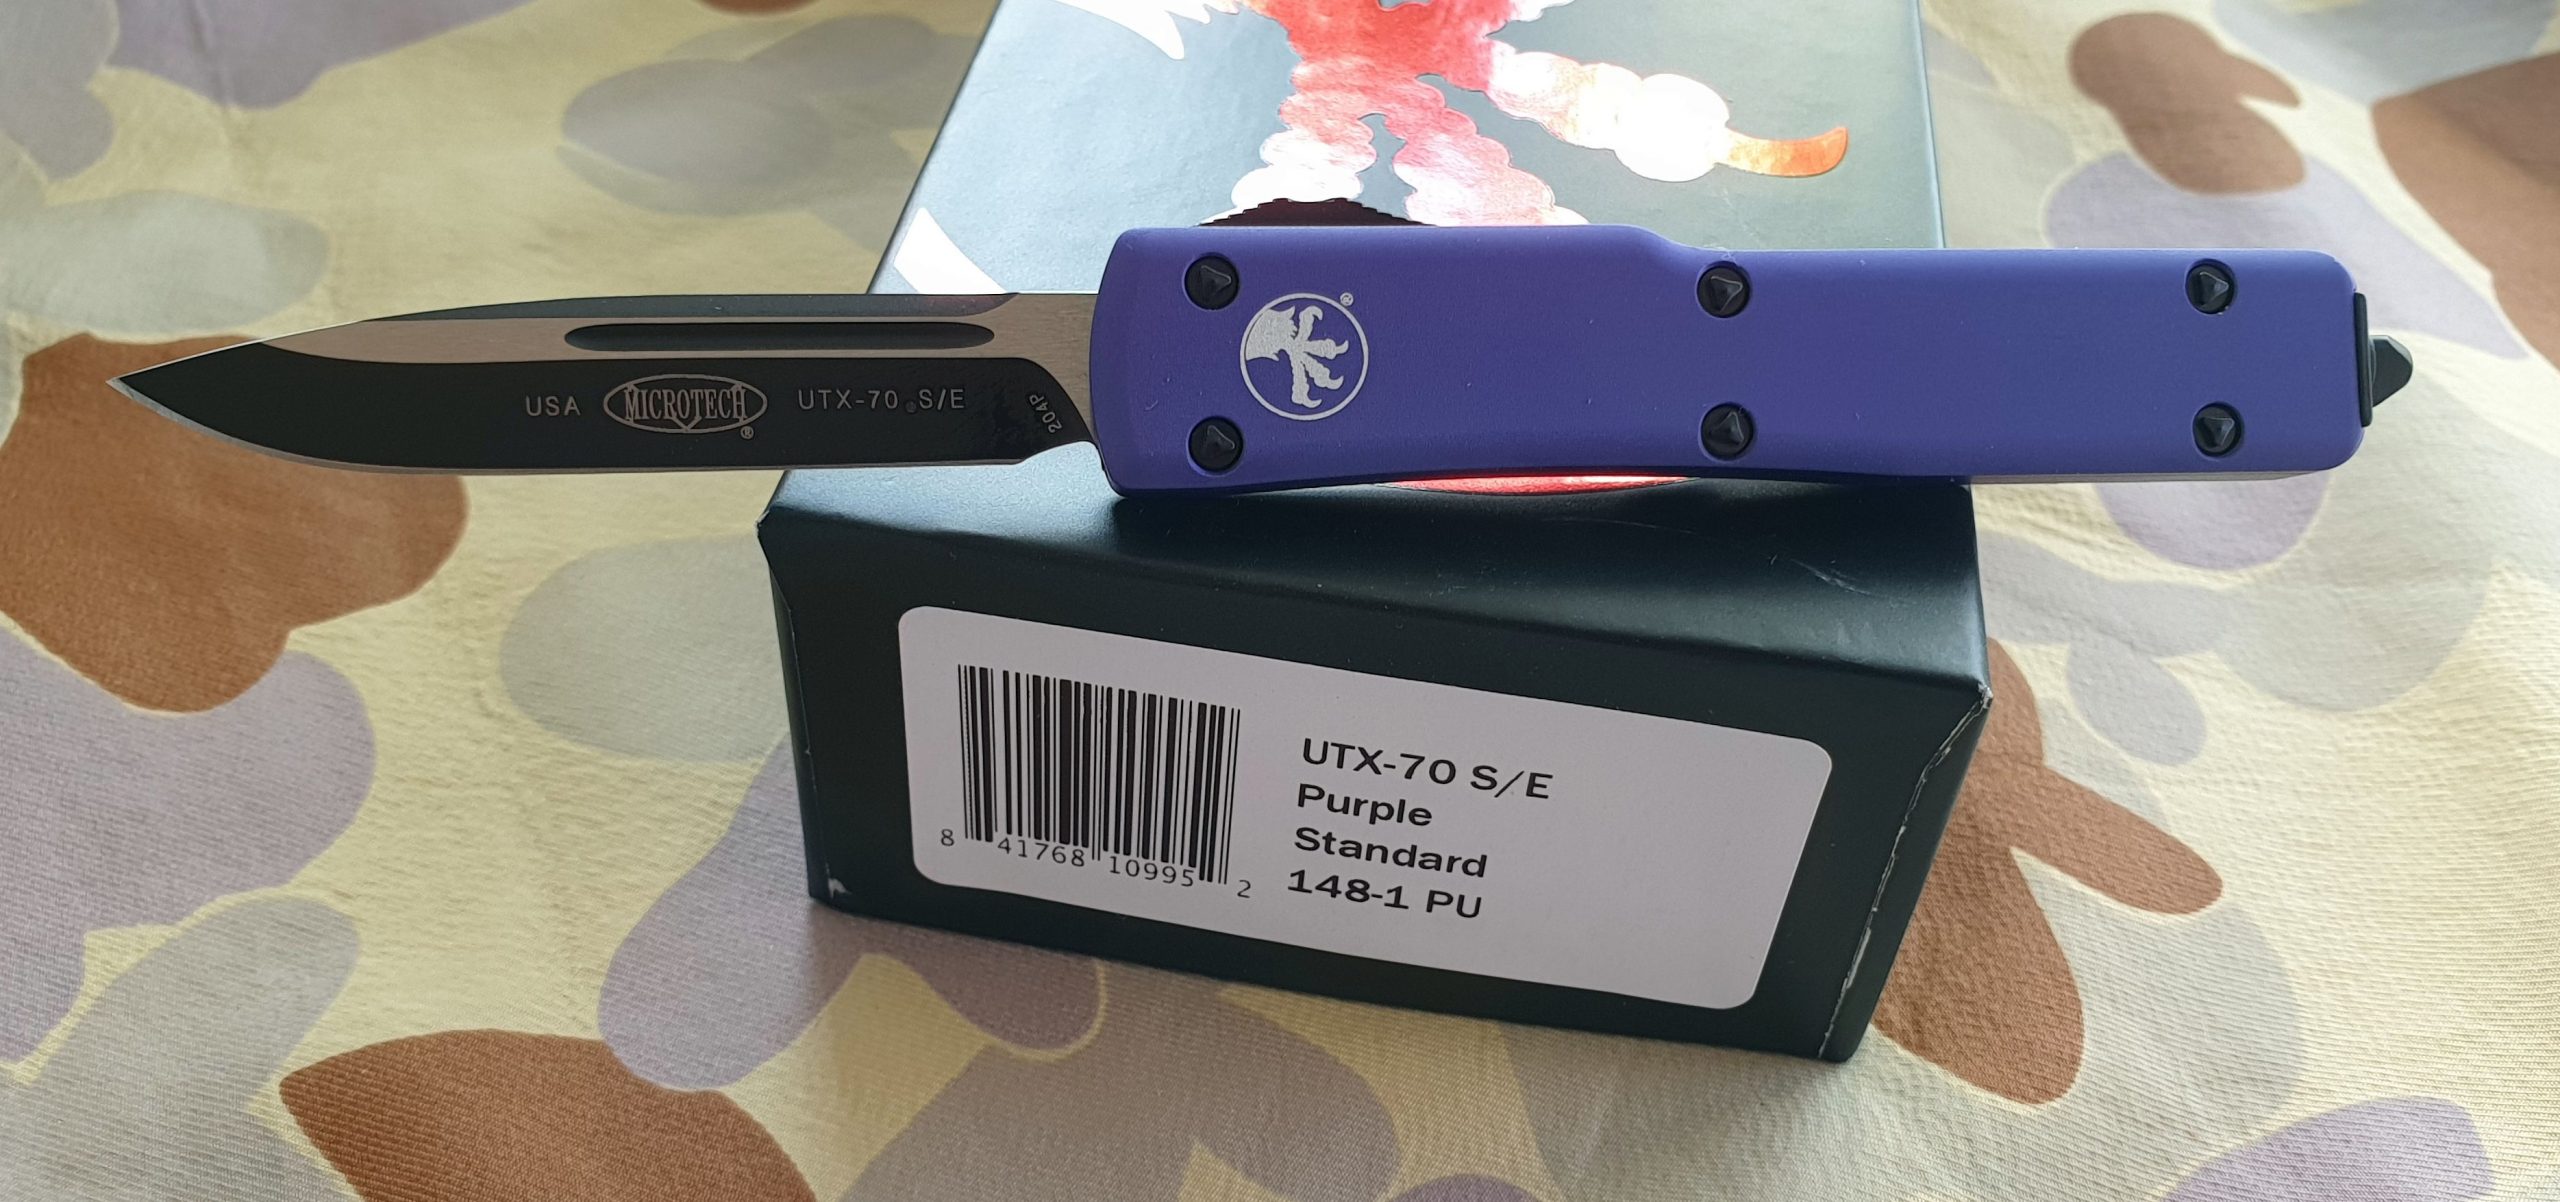 USA MICROTECH® UTX-70 S/E
204P
®
UTX-70 S/E
Purple
Standard
148-1 PU
8 41768 10995 2